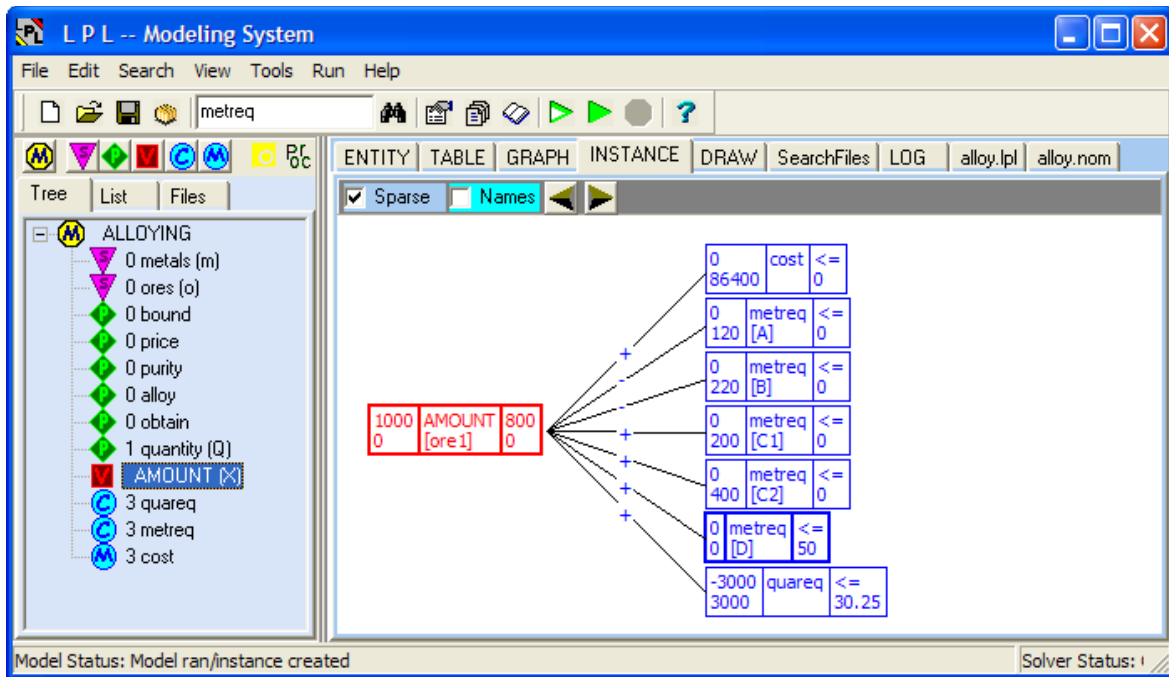 L P L -- Modeling System
File Edit Search View Tools Run Help
metreq
Proc
Tree List Files
ALLOYING
0 metals (m)
0 ores (o)
0 bound
0 price
0 purity
0 alloy
0 obtain
1 quantity (Q)
AMOUNT (X)
3 quareq
3 metreq
3 cost
ENTITY TABLE GRAPH INSTANCE DRAW SearchFiles LOG alloy.lpl alloy.nom
Sparse Names
1000 AMOUNT 800
0 [ore1] 0
+
-
-
+
+
+
+
0 cost <=
86400 0
0 metreq <=
120 [A] 0
0 metreq <=
220 [B] 0
0 metreq <=
200 [C1] 0
0 metreq <=
400 [C2] 0
0 metreq <=
0 [D] 50
-3000 quareq <=
3000 30.25
Model Status: Model ran/instance created
Solver Status: